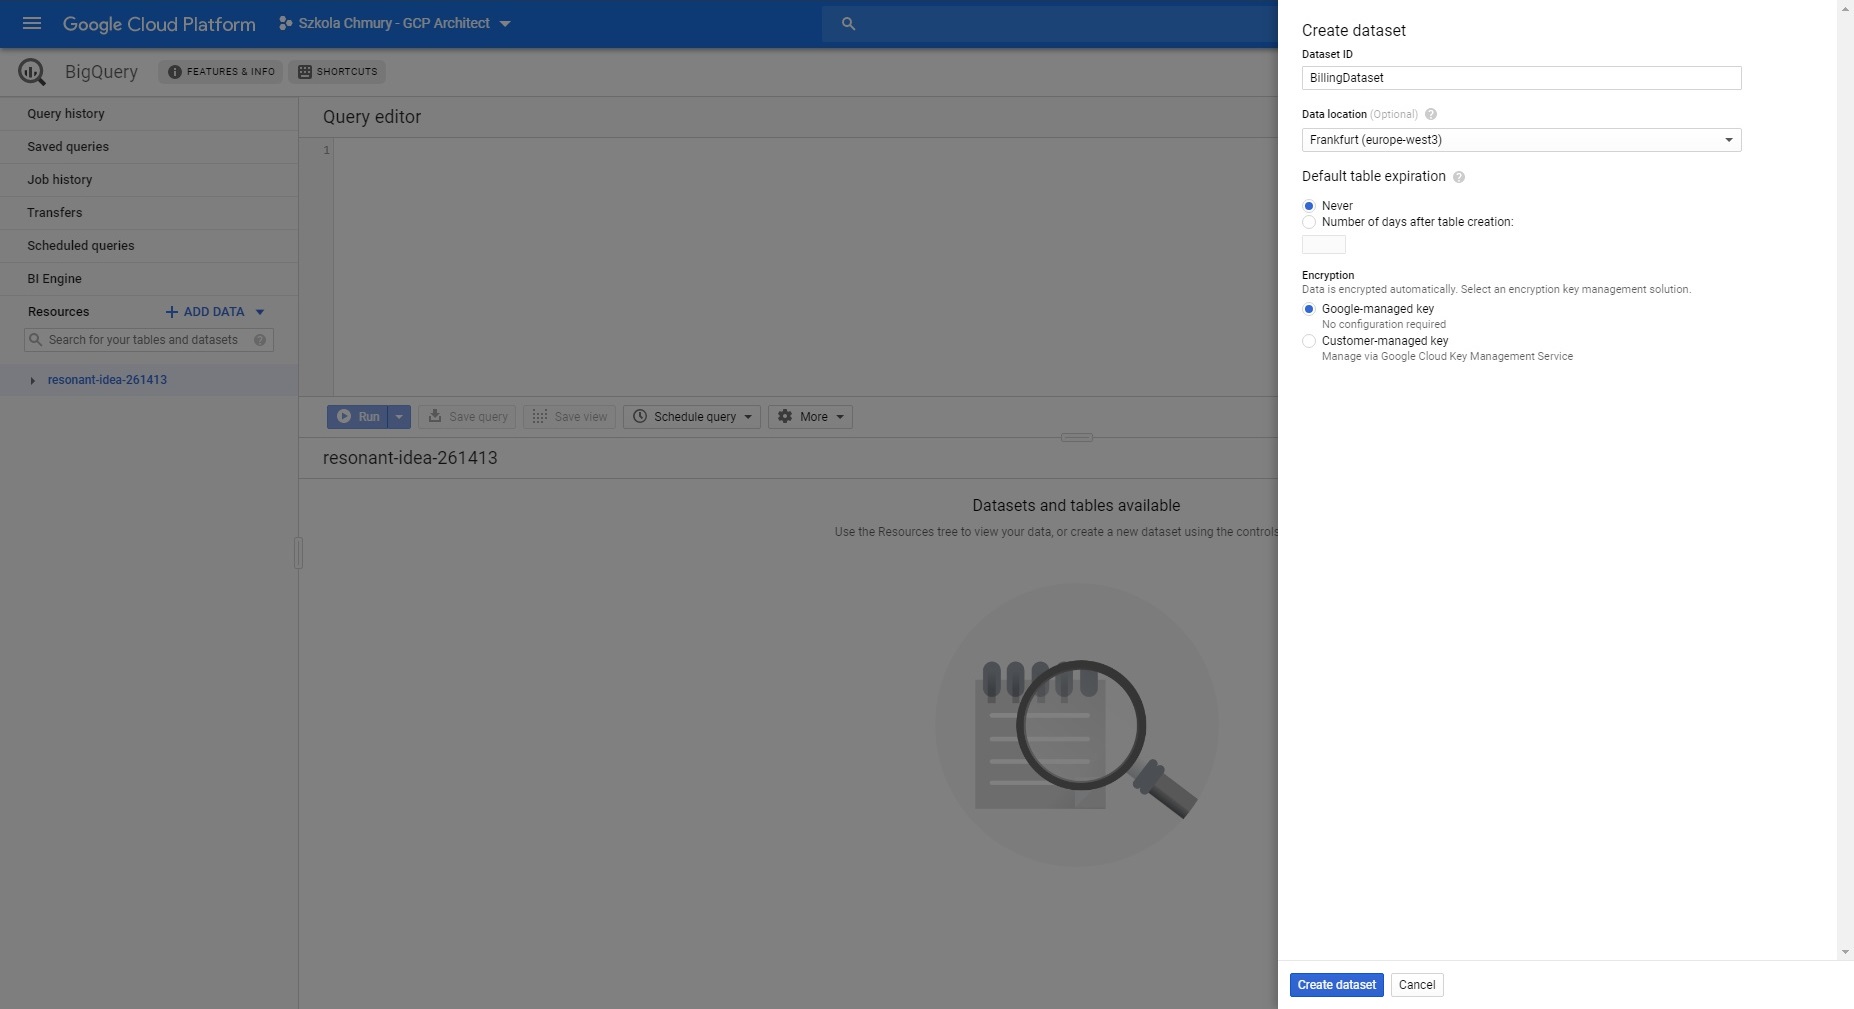 Google Cloud Platform
Szkola Chmury - GCP Architect
BigQuery
FEATURES & INFO
SHORTCUTS
Query history
Saved queries
Job history
Transfers
Scheduled queries
BI Engine
Resources
ADD DATA
Search for your tables and datasets
resonant-idea-261413
Query editor
1
Run
Save query
Save view
Schedule query
More
resonant-idea-261413
Datasets and tables available
Use the Resources tree to view your data, or create a new dataset using the controls
Create dataset
Dataset ID
BillingDataset
Data location (Optional)
Frankfurt (europe-west3)
Default table expiration
Never
Number of days after table creation:
Encryption
Data is encrypted automatically. Select an encryption key management solution.
Google-managed key
No configuration required
Customer-managed key
Manage via Google Cloud Key Management Service
Create dataset
Cancel